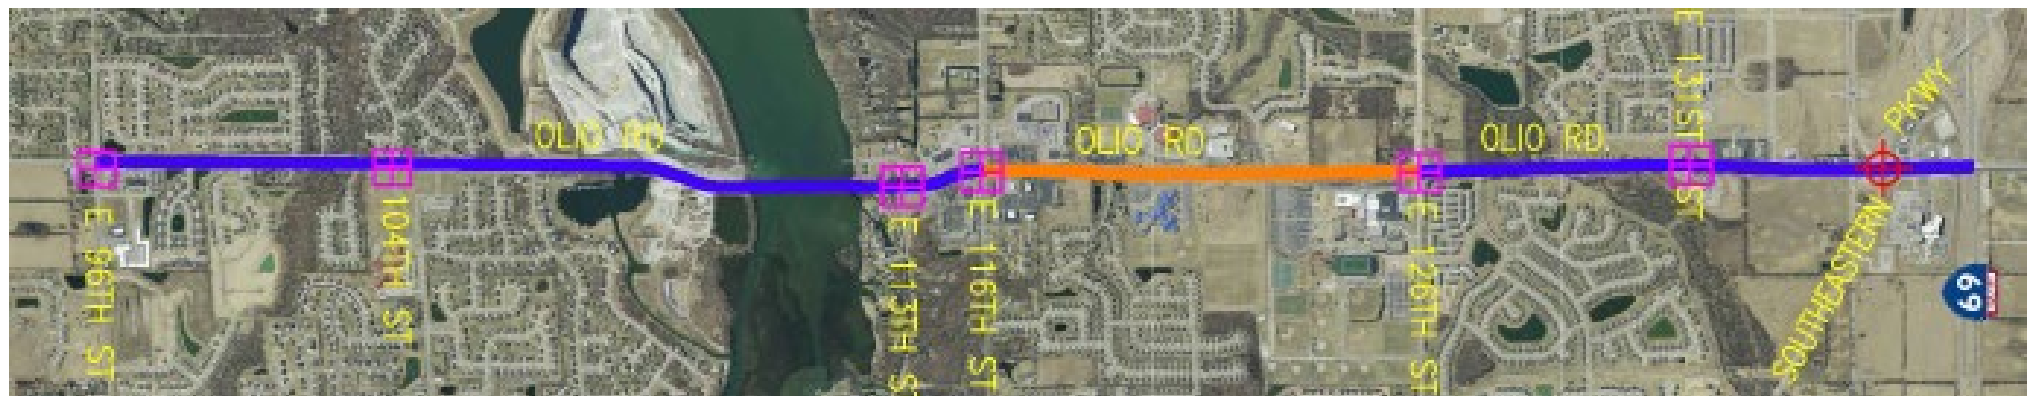 OLIO RD
OLIO RD
OLIO RD.
E 96TH ST
104TH ST
E 113TH S
E 116TH ST
E 126TH ST
E 131ST ST
SOUTHEASTERN PKWY
69